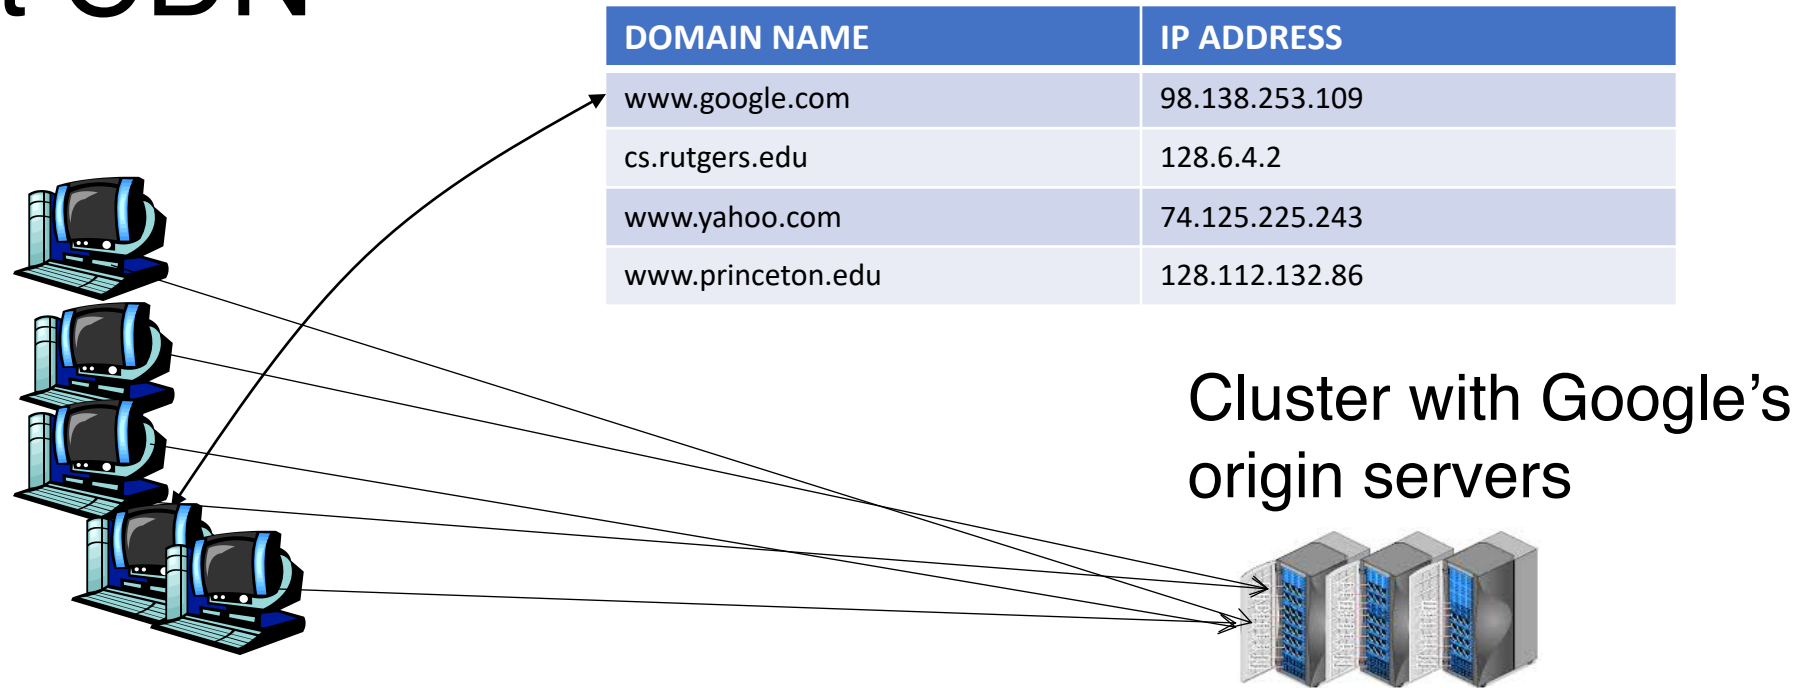 t CDN
DOMAIN NAME IP ADDRESS
www.google.com 98.138.253.109
cs.rutgers.edu 128.6.4.2
www.yahoo.com 74.125.225.243
www.princeton.edu 128.112.132.86
Cluster with Google’s
origin servers